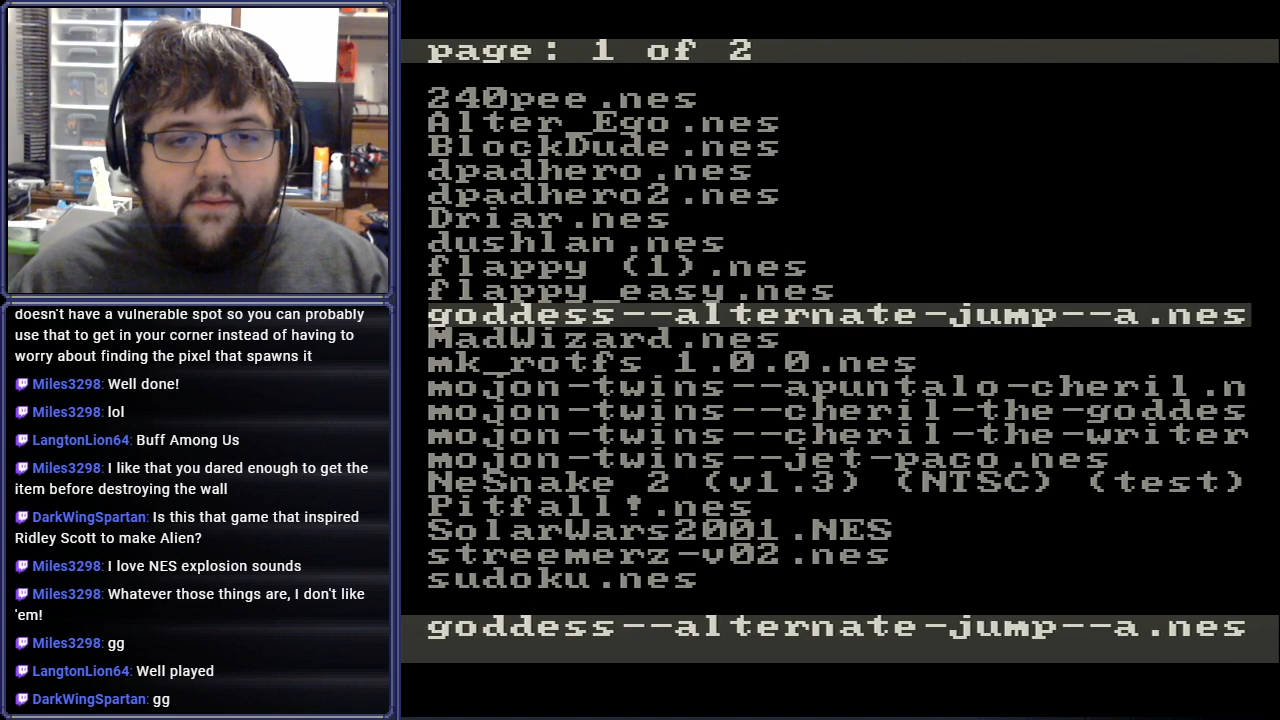 page: 1 of 2
240pee.nes
Alter_Ego.nes
BlockDude.nes
dpadhero.nes
dpadhero2.nes
Driar.nes
dushlan.nes
flappy (1).nes
flappy_easy.nes
goddess--alternate-jump--a.nes
MadWizard.nes
mk_rotfs 1.0.0.nes
mojon-twins--apuntalo-cheril.n
mojon-twins--cheril-the-goddes
mojon-twins--cheril-the-writer
mojon-twins--jet-paco.nes
NeSnake 2 (v1.3) (NTSC) (test)
Pitfall!.nes
SolarWars2001.NES
streemerz-v02.nes
sudoku.nes
goddess--alternate-jump--a.nes
doesn't have a vulnerable spot so you can probably
use that to get in your corner instead of having to
worry about finding the pixel that spawns it
Miles3298: Well done!
Miles3298: lol
LangtonLion64: Buff Among Us
Miles3298: I like that you dared enough to get the
item before destroying the wall
DarkWingSpartan: Is this that game that inspired
Ridley Scott to make Alien?
Miles3298: I love NES explosion sounds
Miles3298: Whatever those things are, I don't like
'em!
Miles3298: gg
LangtonLion64: Well played
DarkWingSpartan: gg